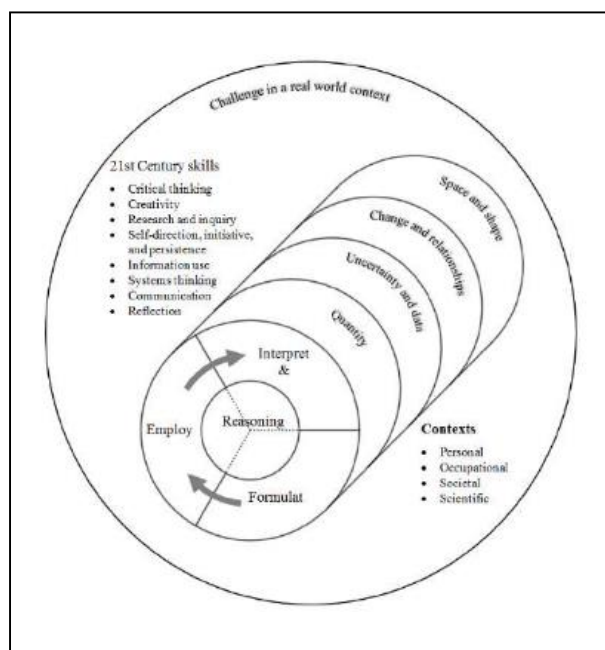 Challenge in a real world context
21st Century skills
• Critical thinking
• Creativity
• Research and inquiry
• Self-direction, initiative,
and persistence
• Information use
• Systems thinking
• Communication
• Reflection
Space and shape
Change and relationships
Uncertainty and data
Quantity
Interpret
&
Reasoning
Employ
Formulat
Contexts
• Personal
• Occupational
• Societal
• Scientific